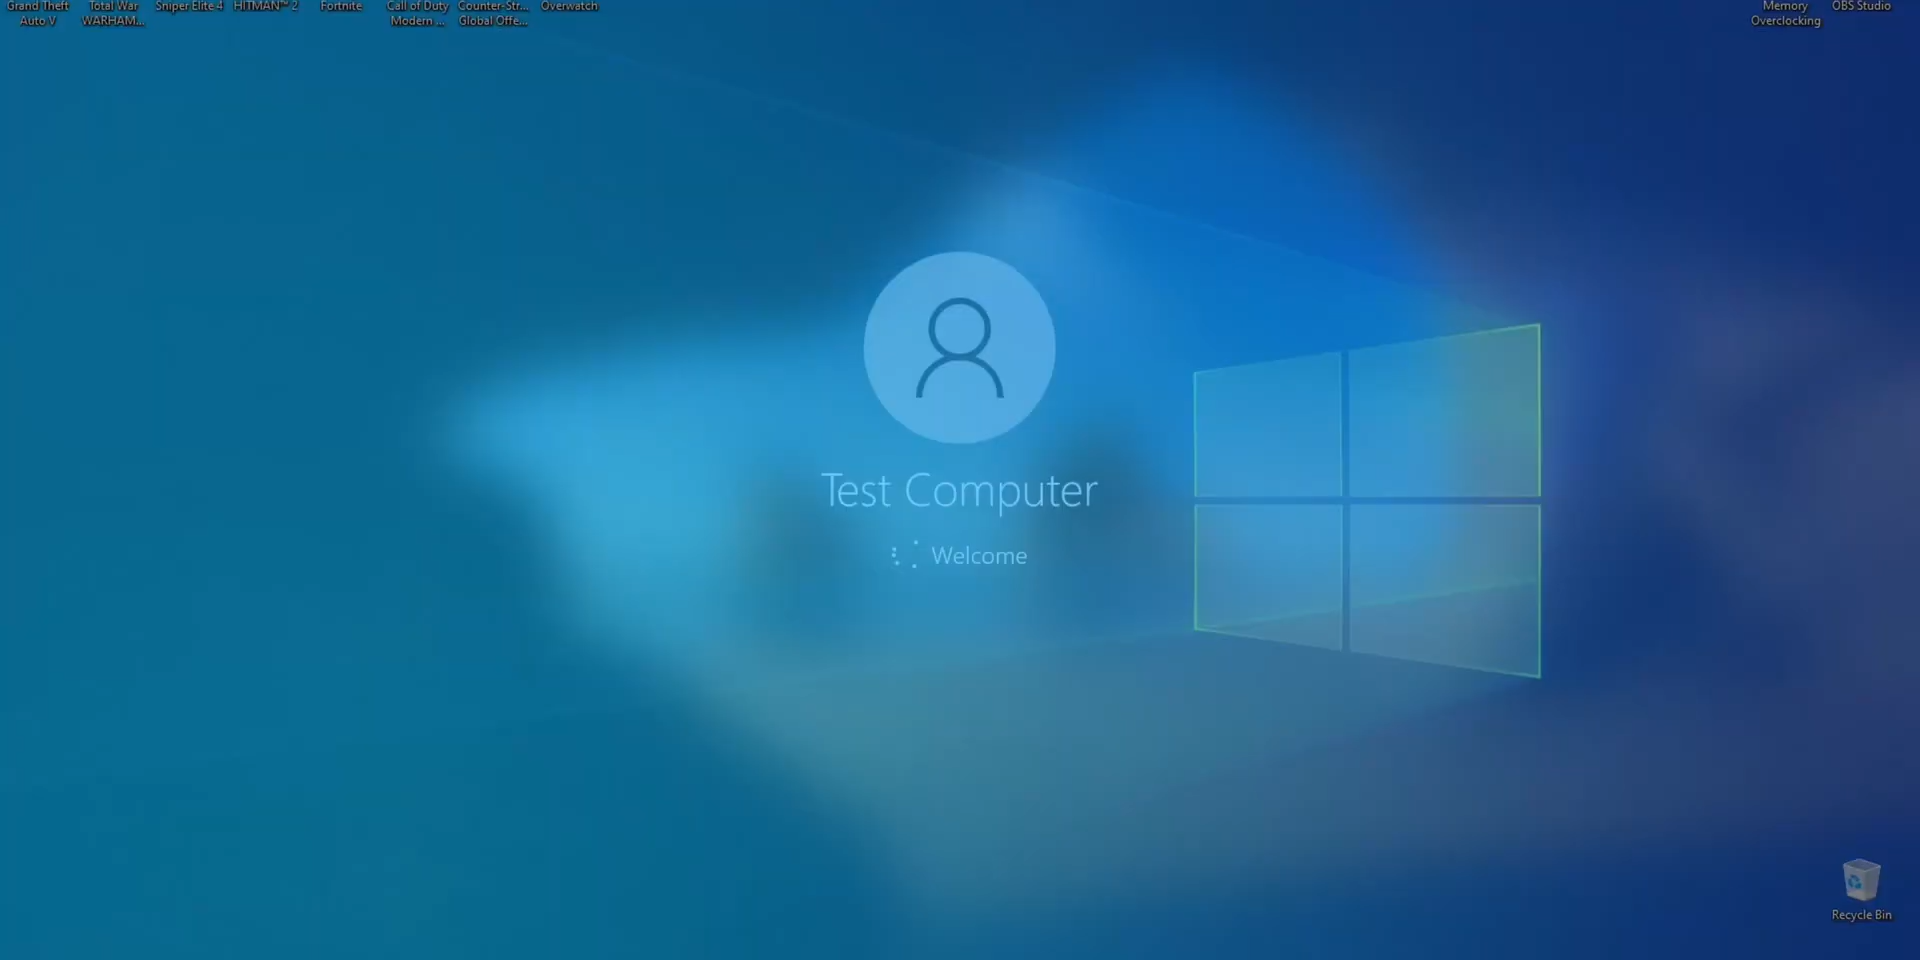 Grand Theft
Auto V
Total War
WARHAM...
Sniper Elite 4
HITMAN™ 2
Fortnite
Call of Duty
Modern ...
Counter-Str...
Global Offe...
Overwatch
Memory
Overclocking
OBS Studio
Test Computer
Welcome
Recycle Bin